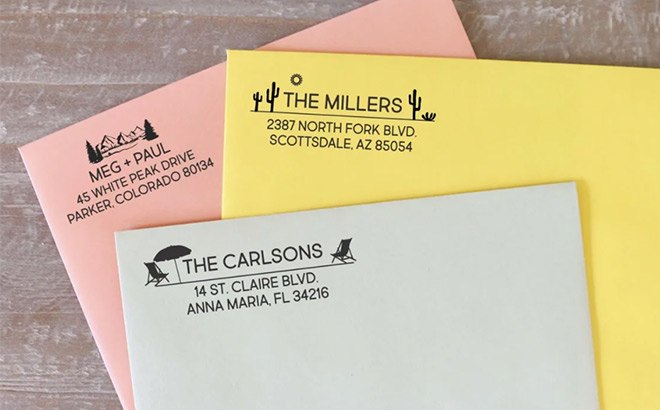 THE MILLERS
2387 NORTH FORK BLVD.
SCOTTSDALE, AZ 85054
MEG + PAUL
45 WHITE PEAK DRIVE
PARKER, COLORADO 80134
THE CARLSONS
14 ST. CLAIRE BLVD.
ANNA MARIA, FL 34216